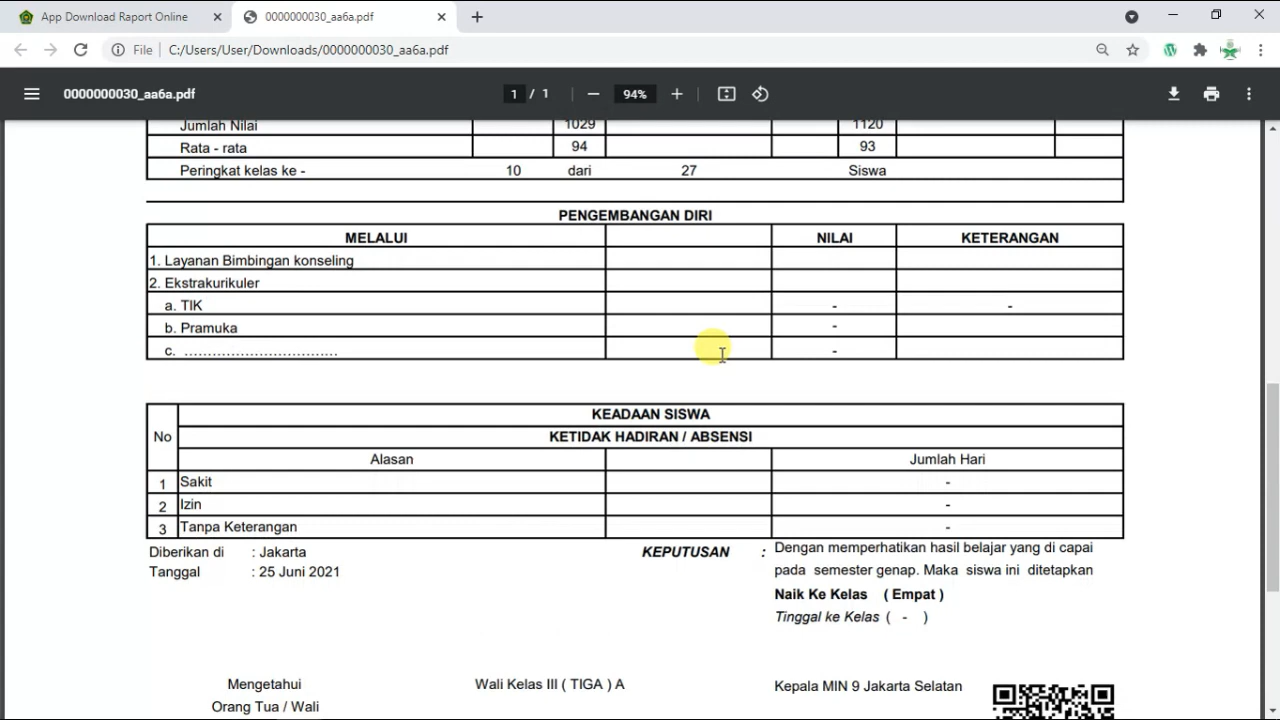 App Download Raport Online
0000000030_aa6a.pdf
File C:/Users/User/Downloads/0000000030_aa6a.pdf
0000000030_aa6a.pdf 1 / 1 94%
Jumlah Nilai 1029 1120
Rata - rata 94 93
Peringkat kelas ke - 10 dari 27 Siswa
PENGEMBANGAN DIRI
MELALUI NILAI KETERANGAN
1. Layanan Bimbingan konseling
2. Ekstrakurikuler
a. TIK - -
b. Pramuka -
c. .................................. -
No
KEADAAN SISWA
KETIDAK HADIRAN / ABSENSI
Alasan Jumlah Hari
1 Sakit -
2 Izin -
3 Tanpa Keterangan -
Diberikan di : Jakarta
Tanggal : 25 Juni 2021
KEPUTUSAN : Dengan memperhatikan hasil belajar yang di capai
pada semester genap. Maka siswa ini ditetapkan
Naik Ke Kelas ( Empat )
Tinggal ke Kelas ( - )
Mengetahui
Orang Tua / Wali
Wali Kelas III ( TIGA ) A
Kepala MIN 9 Jakarta Selatan